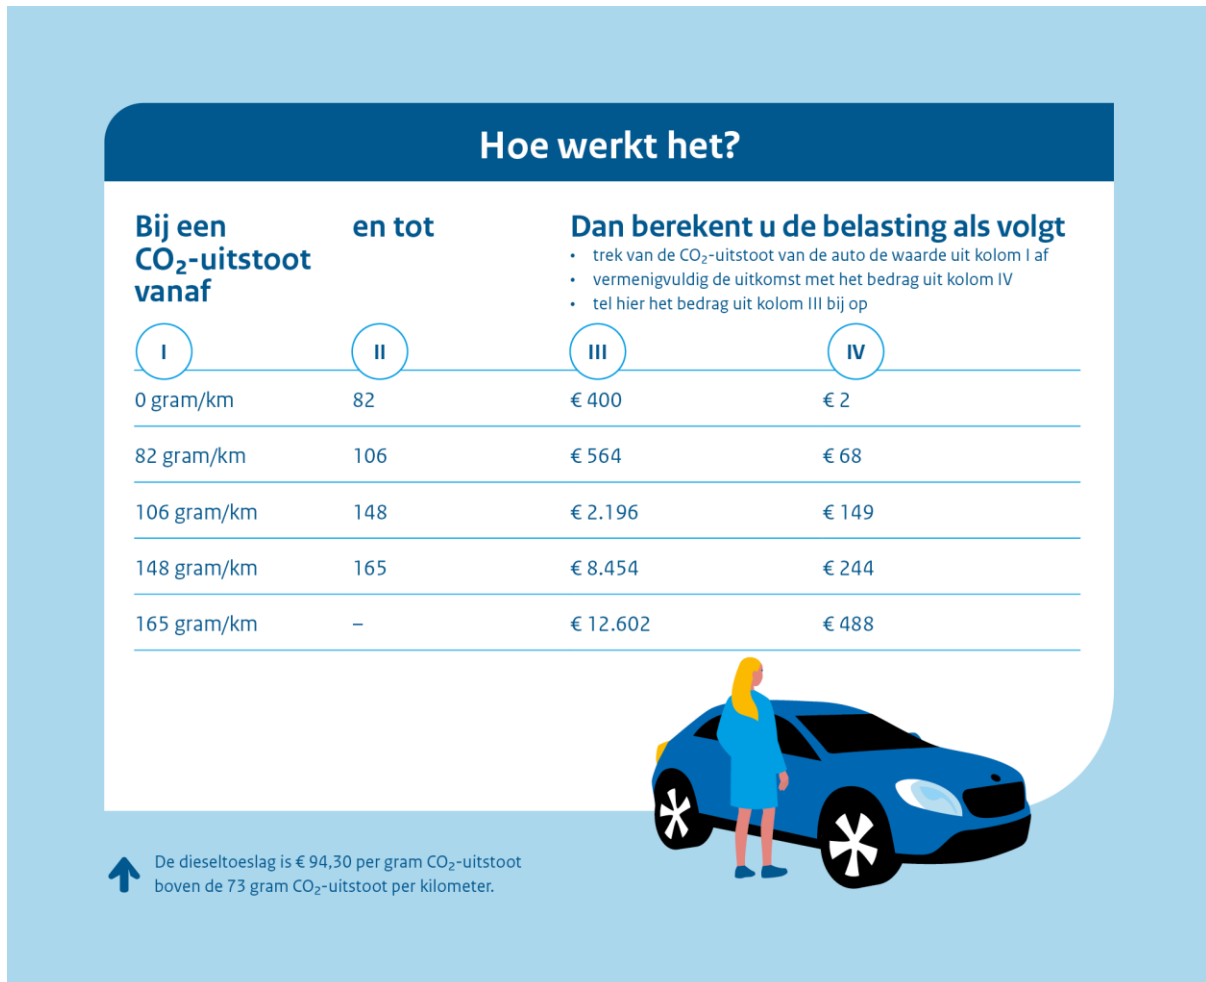 Hoe werkt het?
Bij een
CO₂-uitstoot
vanaf
en tot
Dan berekent u de belasting als volgt
• trek van de CO₂-uitstoot van de auto de waarde uit kolom I af
• vermenigvuldig de uitkomst met het bedrag uit kolom IV
• tel hier het bedrag uit kolom III bij op
I II III IV
0 gram/km 82 € 400 € 2
82 gram/km 106 € 564 € 68
106 gram/km 148 € 2.196 € 149
148 gram/km 165 € 8.454 € 244
165 gram/km – € 12.602 € 488
De dieseltoeslag is € 94,30 per gram CO₂-uitstoot
boven de 73 gram CO₂-uitstoot per kilometer.